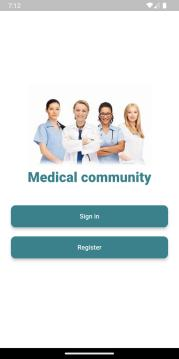 7:12
Medical community
Sign in
Register